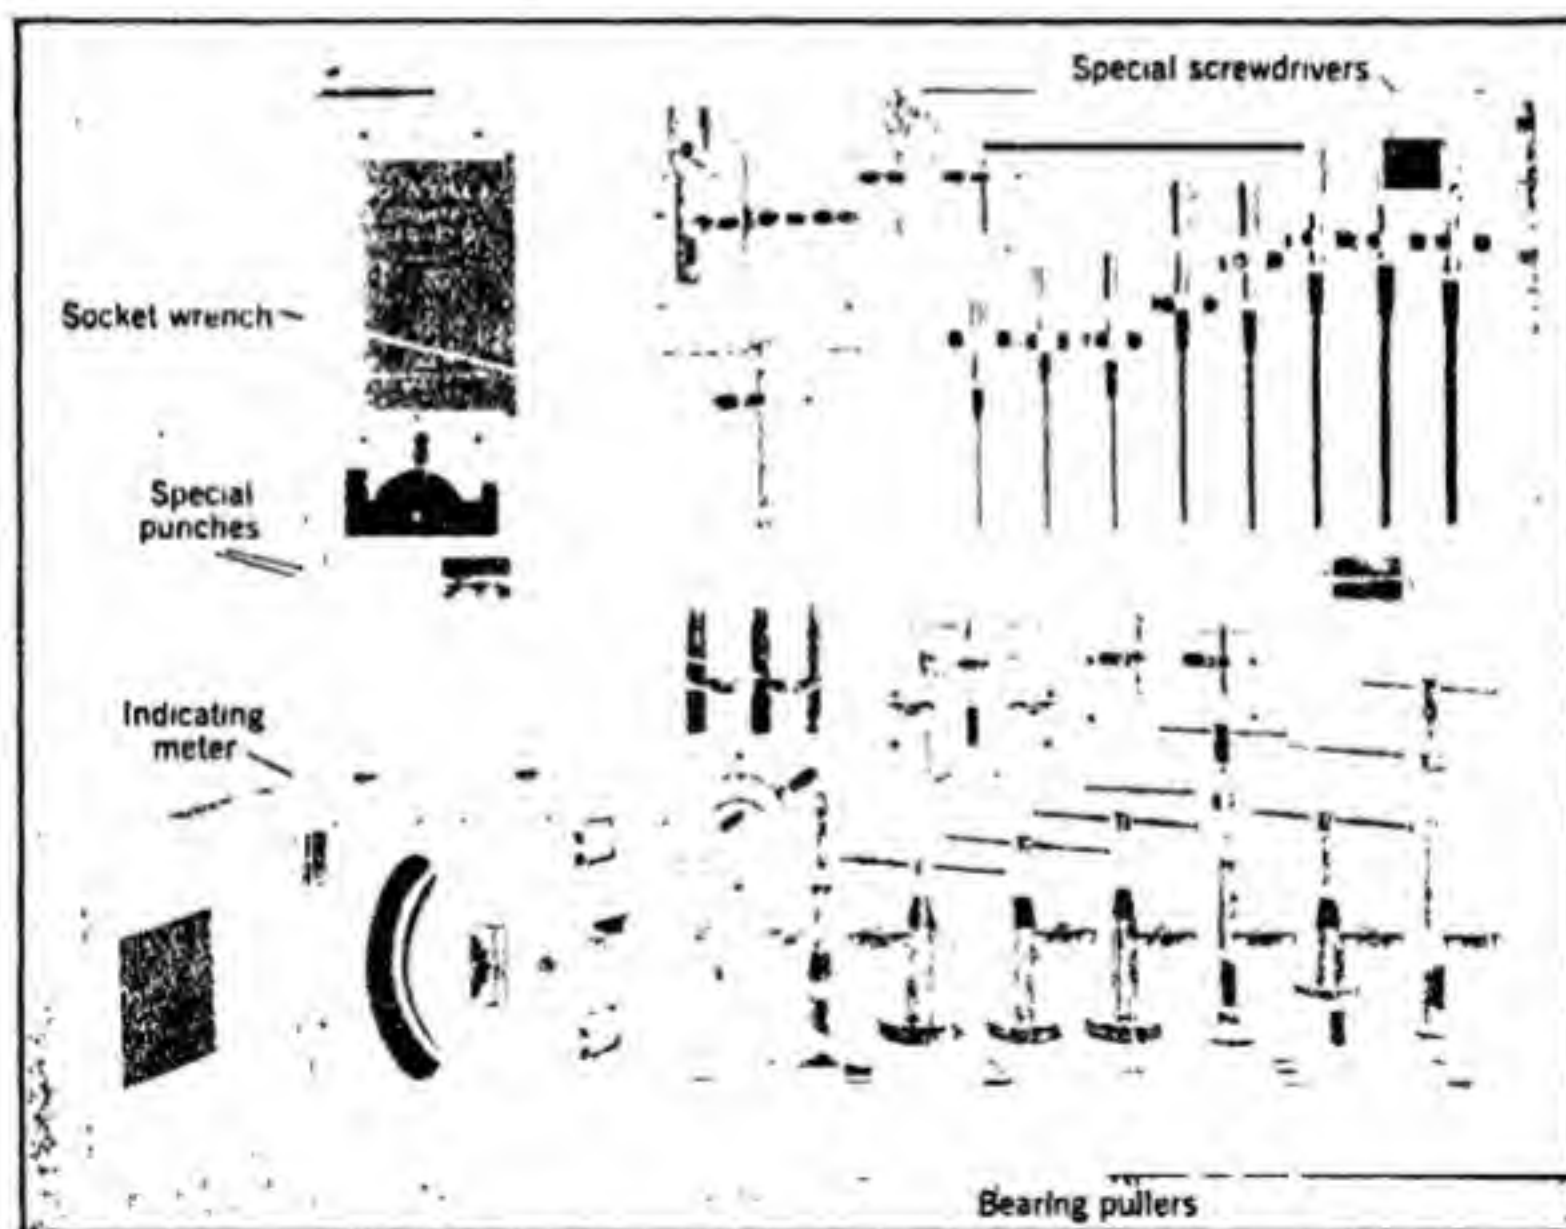 Special screwdrivers
Socket wrench
Special
punches
Indicating
meter
Bearing pullers